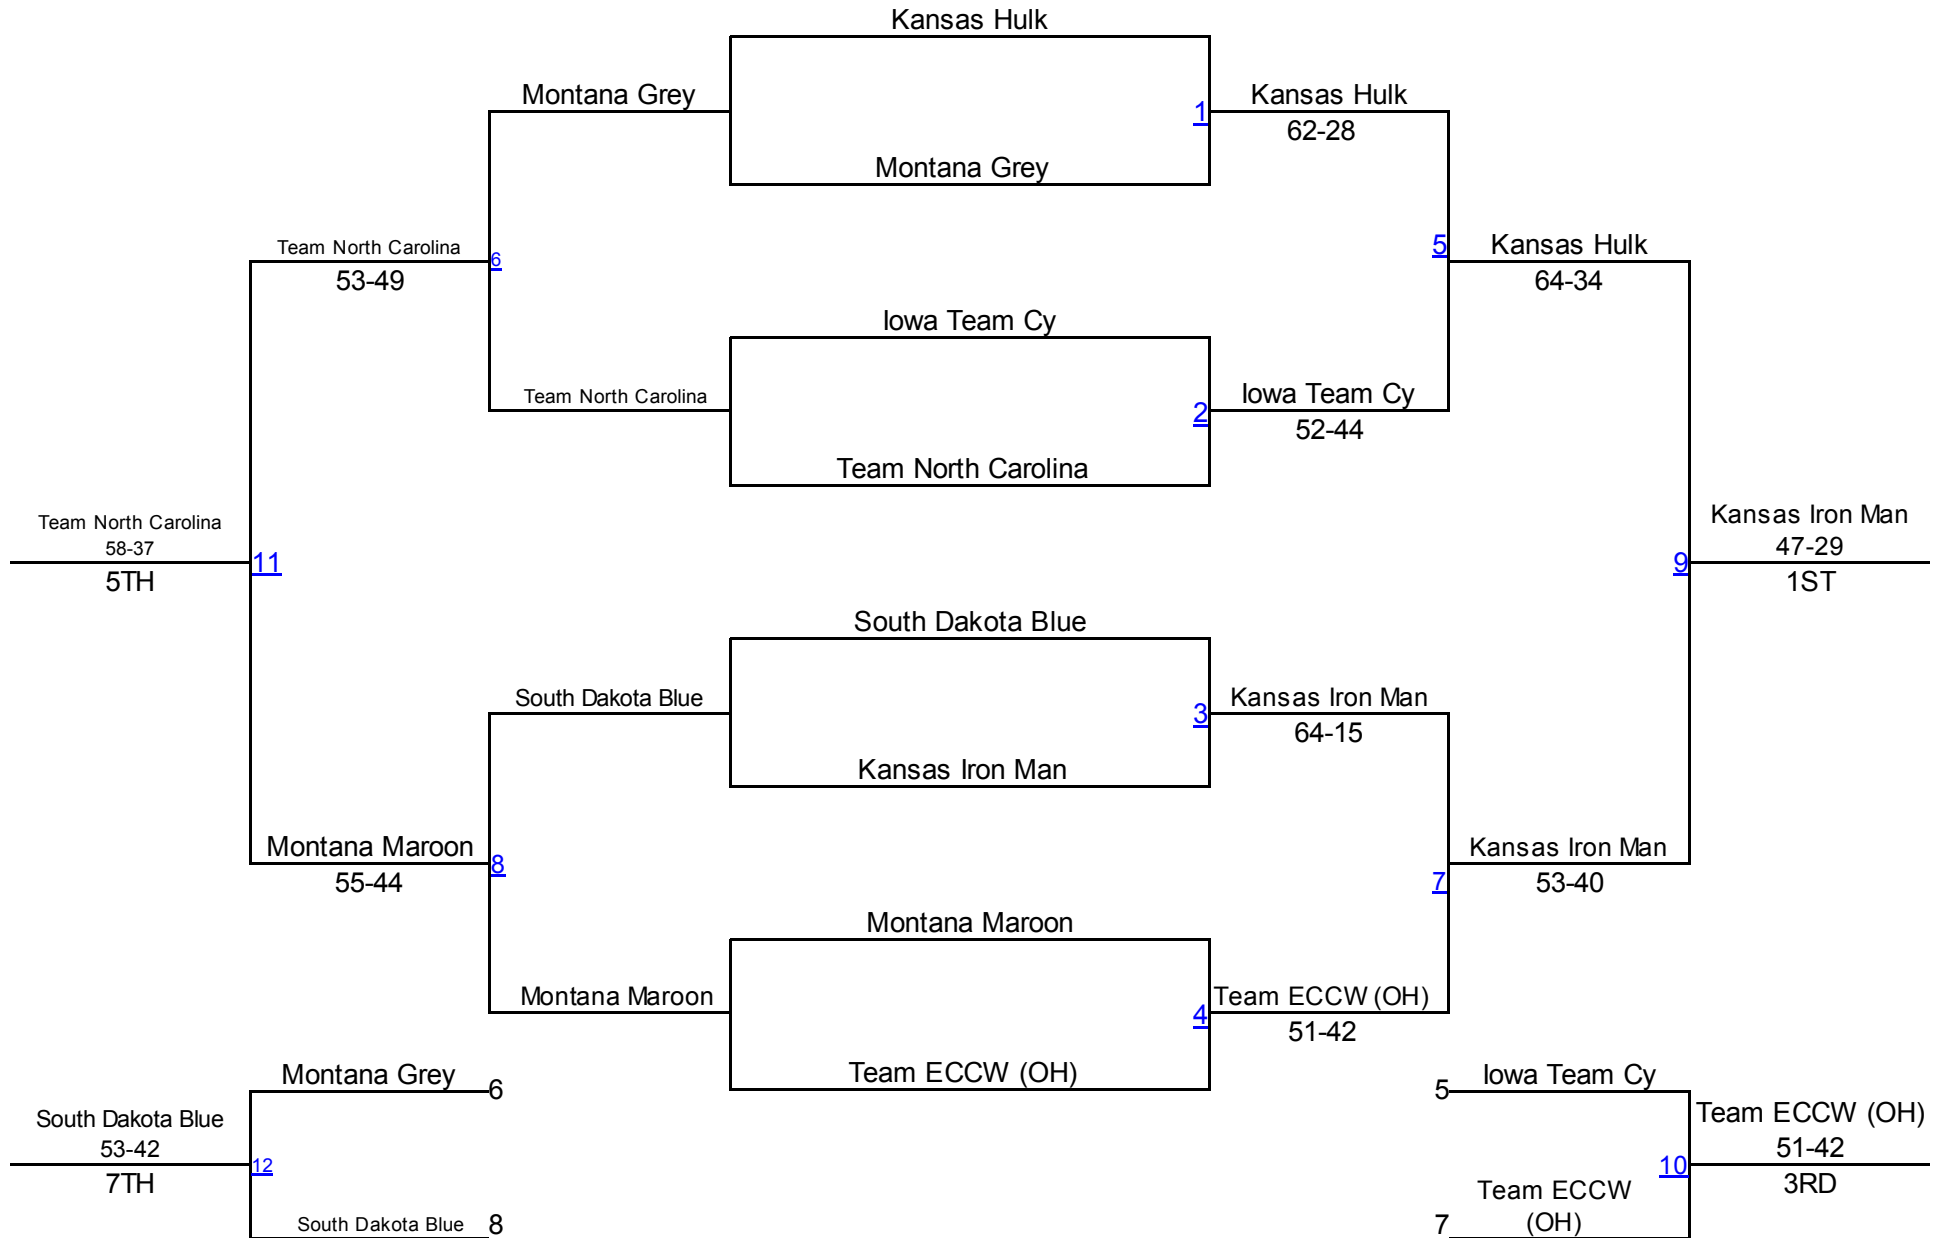 Kansas Hulk
Montana Grey
1
Kansas Hulk
62-28
Montana Grey
Team North Carolina
6
53-49
5
Kansas Hulk
64-34
Iowa Team Cy
Team North Carolina
2
Iowa Team Cy
52-44
Team North Carolina
Team North Carolina
58-37
11
5TH
Kansas Iron Man
47-29
9
1ST
South Dakota Blue
South Dakota Blue
3
Kansas Iron Man
64-15
Kansas Iron Man
Montana Maroon
8
55-44
7
Kansas Iron Man
53-40
Montana Maroon
Montana Maroon
4
Team ECCW (OH)
51-42
Team ECCW (OH)
Montana Grey
6
South Dakota Blue
53-42
12
7TH
South Dakota Blue
8
5
Iowa Team Cy
Team ECCW (OH)
51-42
10
3RD
Team ECCW
(OH)
7